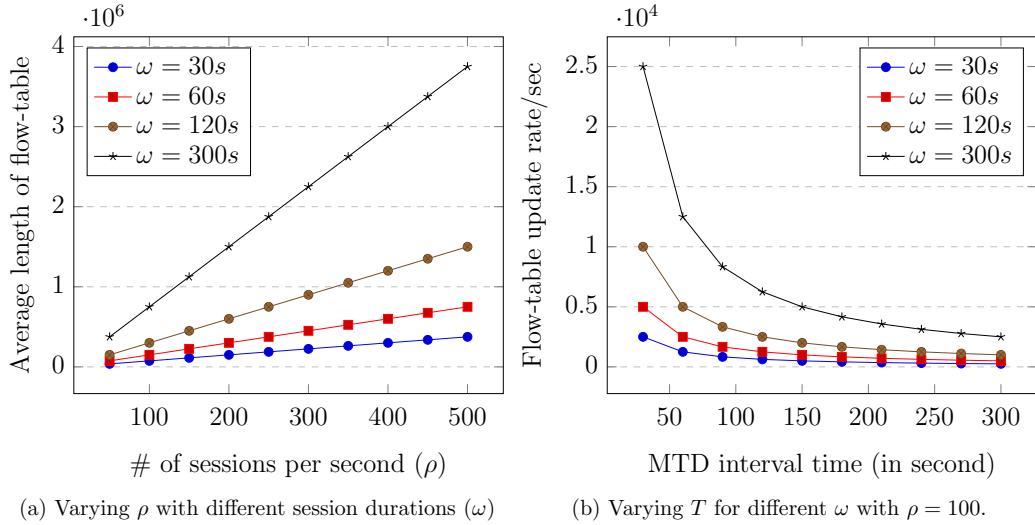 ·10^6
Average length of flow-table
4
3
2
1
0
ω = 30s
ω = 60s
ω = 120s
ω = 300s
100 200 300 400 500
# of sessions per second (ρ)
(a) Varying ρ with different session durations (ω)
·10^4
Flow-table update rate/sec
2.5
2
1.5
1
0.5
0
ω = 30s
ω = 60s
ω = 120s
ω = 300s
50 100 150 200 250 300
MTD interval time (in second)
(b) Varying T for different ω with ρ = 100.